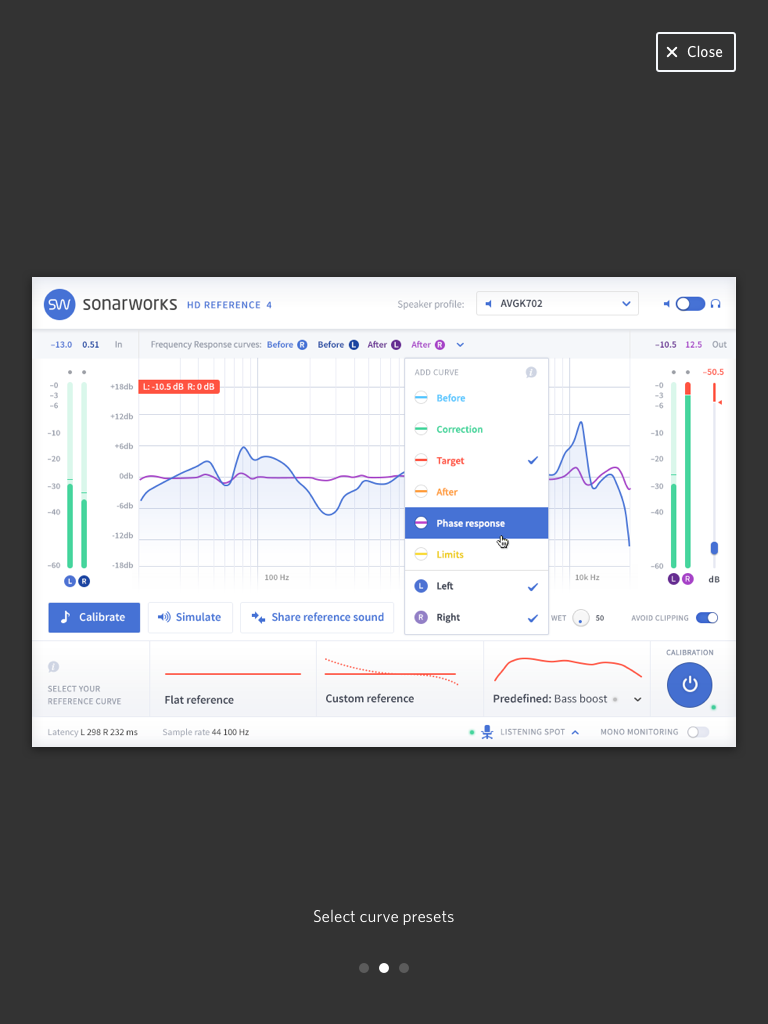 Close
SW sonarworks HD REFERENCE 4
Speaker profile: AVGK702
–13.0 0.51 In
Frequency Response curves: Before R Before L After L After R
–10.5 12.5 Out
ADD CURVE i
Before
Correction
Target
After
Phase response
Limits
L Left
R Right
–0
–3
–6
–10
–20
–30
–40
–60
L R
+18db
+12db
+6db
0db
-6db
-12db
-18db
L: -10.5 dB R: 0 dB
100 Hz
10k Hz
–0
–3
–6
–10
–20
–30
–40
–60
L R
–50.5
dB
Calibrate
Simulate
Share reference sound
WET 50
AVOID CLIPPING
i
SELECT YOUR
REFERENCE CURVE
Flat reference
Custom reference
Predefined: Bass boost
CALIBRATION
Latency L 298 R 232 ms
Sample rate 44 100 Hz
LISTENING SPOT
MONO MONITORING
Select curve presets